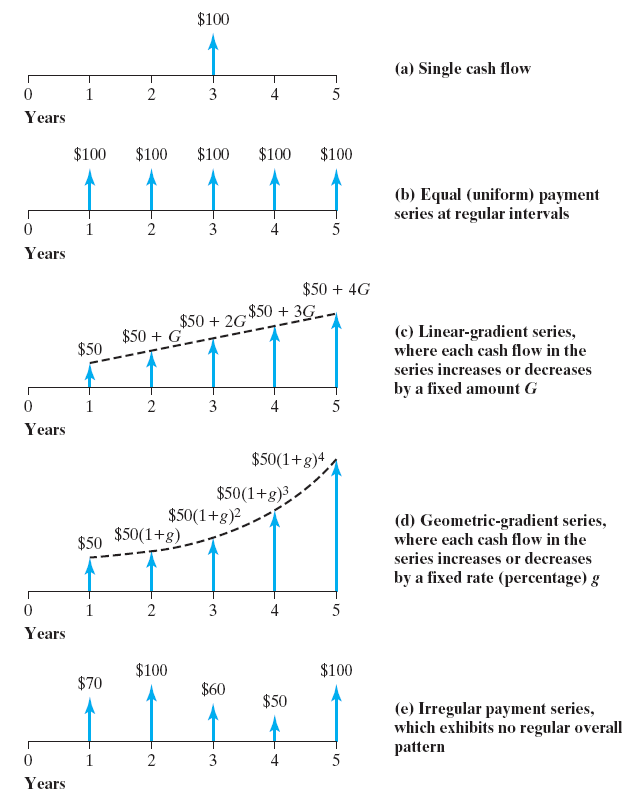 $100
(a) Single cash flow
0 1 2 3 4 5
Years
$100 $100 $100 $100 $100
(b) Equal (uniform) payment
series at regular intervals
0 1 2 3 4 5
Years
$50 $50 + G $50 + 2G $50 + 3G $50 + 4G
(c) Linear-gradient series,
where each cash flow in the
series increases or decreases
by a fixed amount G
0 1 2 3 4 5
Years
$50 $50(1+g) $50(1+g)² $50(1+g)³ $50(1+g)⁴
(d) Geometric-gradient series,
where each cash flow in the
series increases or decreases
by a fixed rate (percentage) g
0 1 2 3 4 5
Years
$70 $100 $60 $50 $100
(e) Irregular payment series,
which exhibits no regular overall
pattern
0 1 2 3 4 5
Years